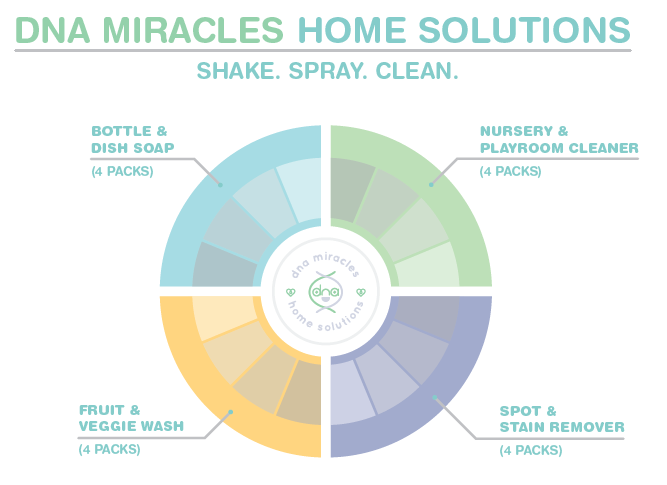 DNA MIRACLES HOME SOLUTIONS
SHAKE. SPRAY. CLEAN.
BOTTLE &
DISH SOAP
(4 PACKS)
NURSERY &
PLAYROOM CLEANER
(4 PACKS)
dna miracles
dna
home solutions
FRUIT &
VEGGIE WASH
(4 PACKS)
SPOT &
STAIN REMOVER
(4 PACKS)